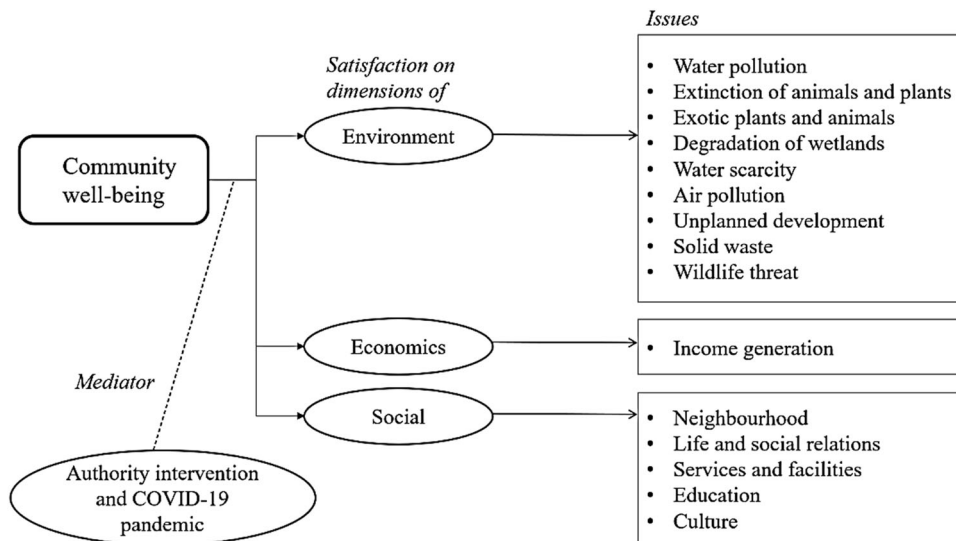 Issues
Satisfaction on
dimensions of
Community
well-being
Environment
• Water pollution
• Extinction of animals and plants
• Exotic plants and animals
• Degradation of wetlands
• Water scarcity
• Air pollution
• Unplanned development
• Solid waste
• Wildlife threat
Economics
• Income generation
Mediator
Social
• Neighbourhood
• Life and social relations
• Services and facilities
• Education
• Culture
Authority intervention
and COVID-19
pandemic